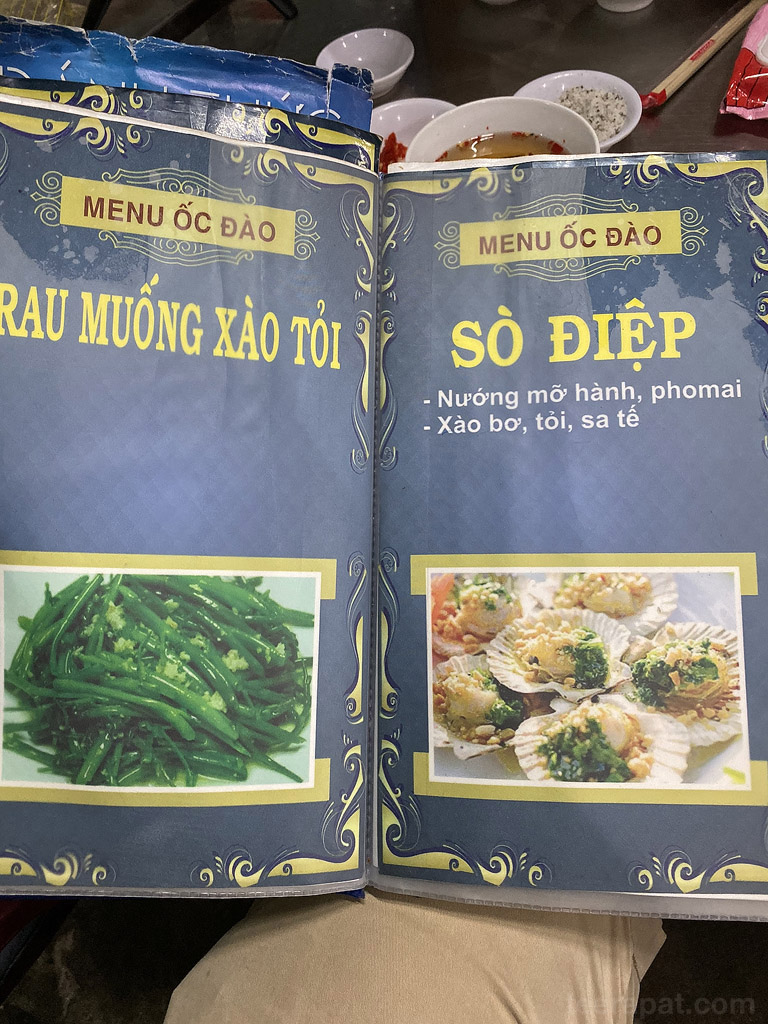 MENU ỐC ĐÀO
RAU MUỐNG XÀO TỎI
MENU ỐC ĐÀO
SÒ ĐIỆP
- Nướng mỡ hành, phomai
- Xào bơ, tỏi, sa tế